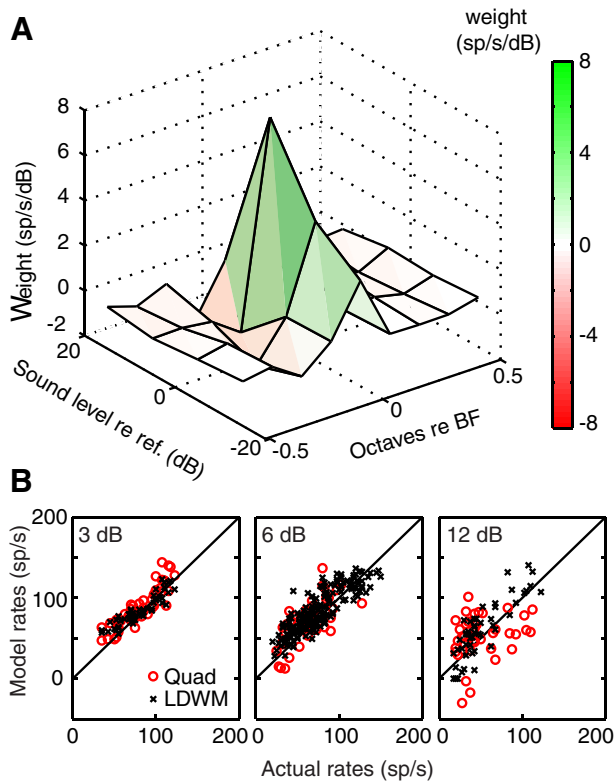 A
weight
(sp/s/dB)
8
4
0
-4
-8
Weight (sp/s/dB)
8
6
4
2
0
-2
20
0
-20
Sound level re ref. (dB)
-0.5
0
0.5
Octaves re BF
B
Model rates (sp/s)
200
100
0
3 dB
6 dB
12 dB
Quad
LDWM
0 100 200
0 100 200
0 100 200
Actual rates (sp/s)